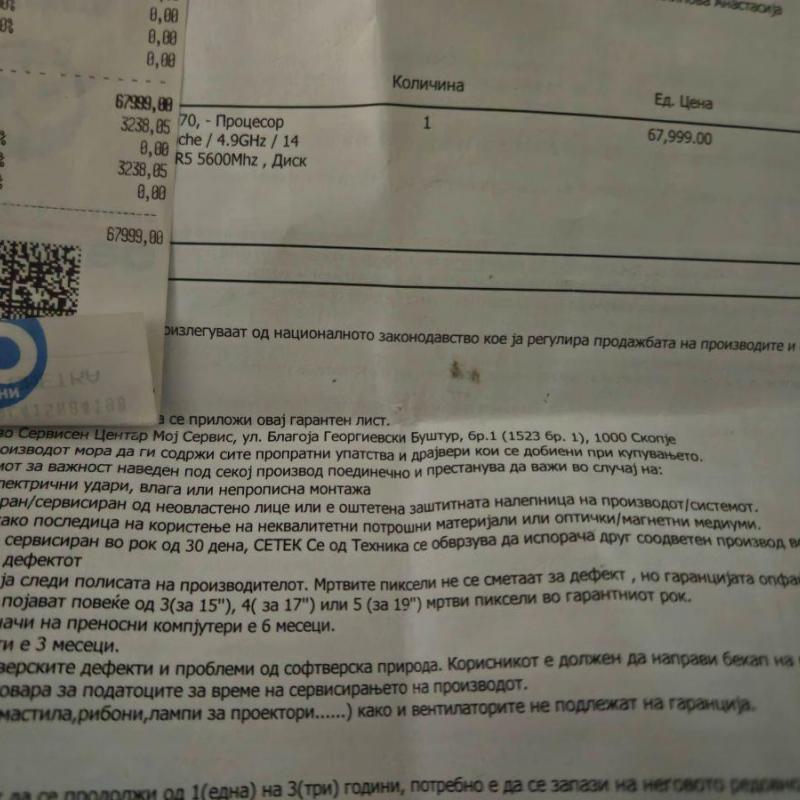 0%
0,00
0,00
0,00
67999,00
3238,05
0,00
3238,05
0,00
67999,00
НИ
Анастасија
Количина
Ед. Цена
70, - Процесор
1
67,999.00
che / 4.9GHz / 14
R5 5600Mhz , Диск
оизлегуваат од националното законодавство кое ја регулира продажбата на производите и
а се приложи овај гарантен лист.
во Сервисен Центар Мој Сервис, ул. Благоја Георгиевски Буштур, бр.1 (1523 бр. 1), 1000 Скопје
роизводот мора да ги содржи сите пропратни упатства и драјвери кои се добиени при купувањето.
мот за важност наведен под секој производ поединечно и престанува да важи во случај на:
лектрични удари, влага или непрописна монтажа
ран/сервисиран од неовластено лице или е оштетена заштитната налепница на производот/системот.
како последица на користење на неквалитетни потрошни материјали или оптички/магнетни медиуми.
сервисиран во рок од 30 дена, СЕТЕК Се од Техника се обврзува да испорача друг соодветен производ
дефектот
ја следи полисата на производителот. Мртвите пиксели не се сметаат за дефект , но гаранцијата опфа
појават повеќе од 3(за 15"), 4( за 17") или 5 (за 19") мртви пиксели во гарантниот рок.
начи на преносни компјутери е 6 месеци.
ти е 3 месеци.
верските дефекти и проблеми од софтверска природа. Корисникот е должен да направи бекап на
овара за податоците за време на сервисирањето на производот.
мастила,рибони,лампи за проектори......) како и вентилаторите не подлежат на гаранција.
да се продолжи од 1(една) на 3(три) години, потребно е да се запази на неговото редовно